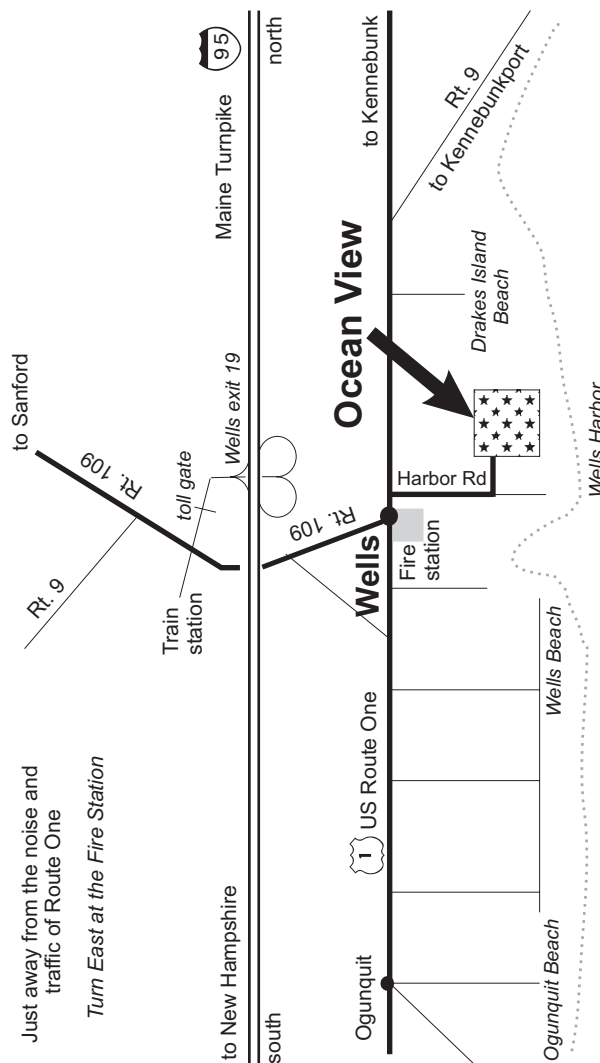 Just away from the noise and
traffic of Route One
Turn East at the Fire Station
Rt. 9
to Sanford
Rt. 109
Train
station
toll gate
Wells exit 19
Maine Turnpike
95
to New Hampshire
south
north
Rt. 109
Ocean View
Ogunquit
1
US Route One
Wells
to Kennebunk
Fire
station
Harbor Rd
Drakes Island
Beach
Rt. 9
to Kennebunkport
Ogunquit Beach
Wells Beach
Wells Harbor